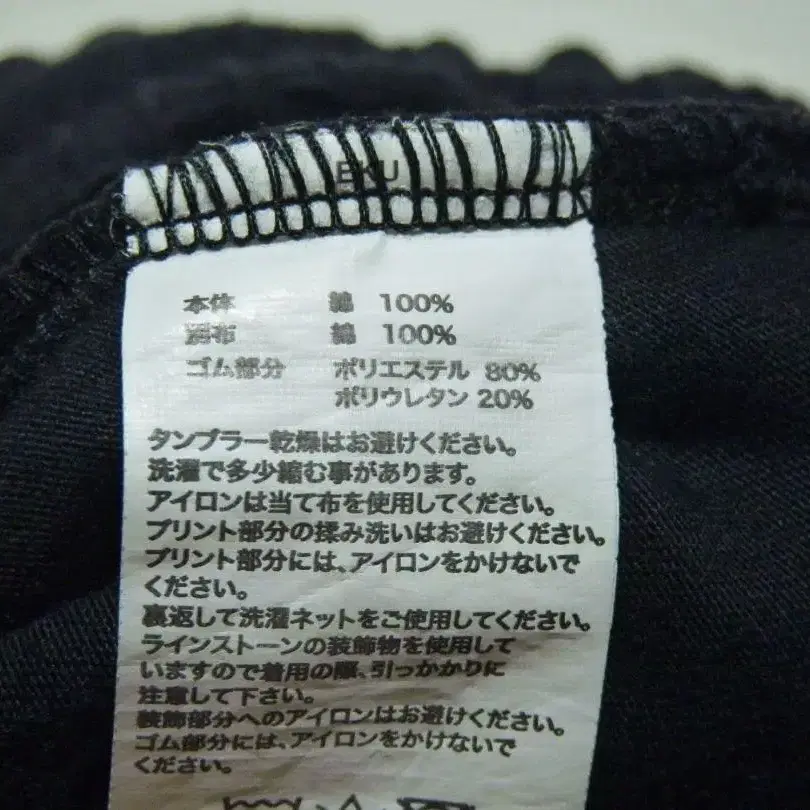 EKU
本体 綿 100%
別布 綿 100%
ゴム部分 ポリエステル 80%
ポリウレタン 20%
タンブラー乾燥はお避けください。
洗濯で多少縮む事があります。
アイロンは当て布を使用してください。
プリント部分の揉み洗いはお避けください。
プリント部分には、アイロンをかけないで
ください。
裏返して洗濯ネットをご使用してください。
ラインストーンの装飾物を使用して
いますので着用の際、引っかかりに
注意して下さい。
装飾部分へのアイロンはお避けください。
ゴム部分には、アイロンをかけないで
ください。